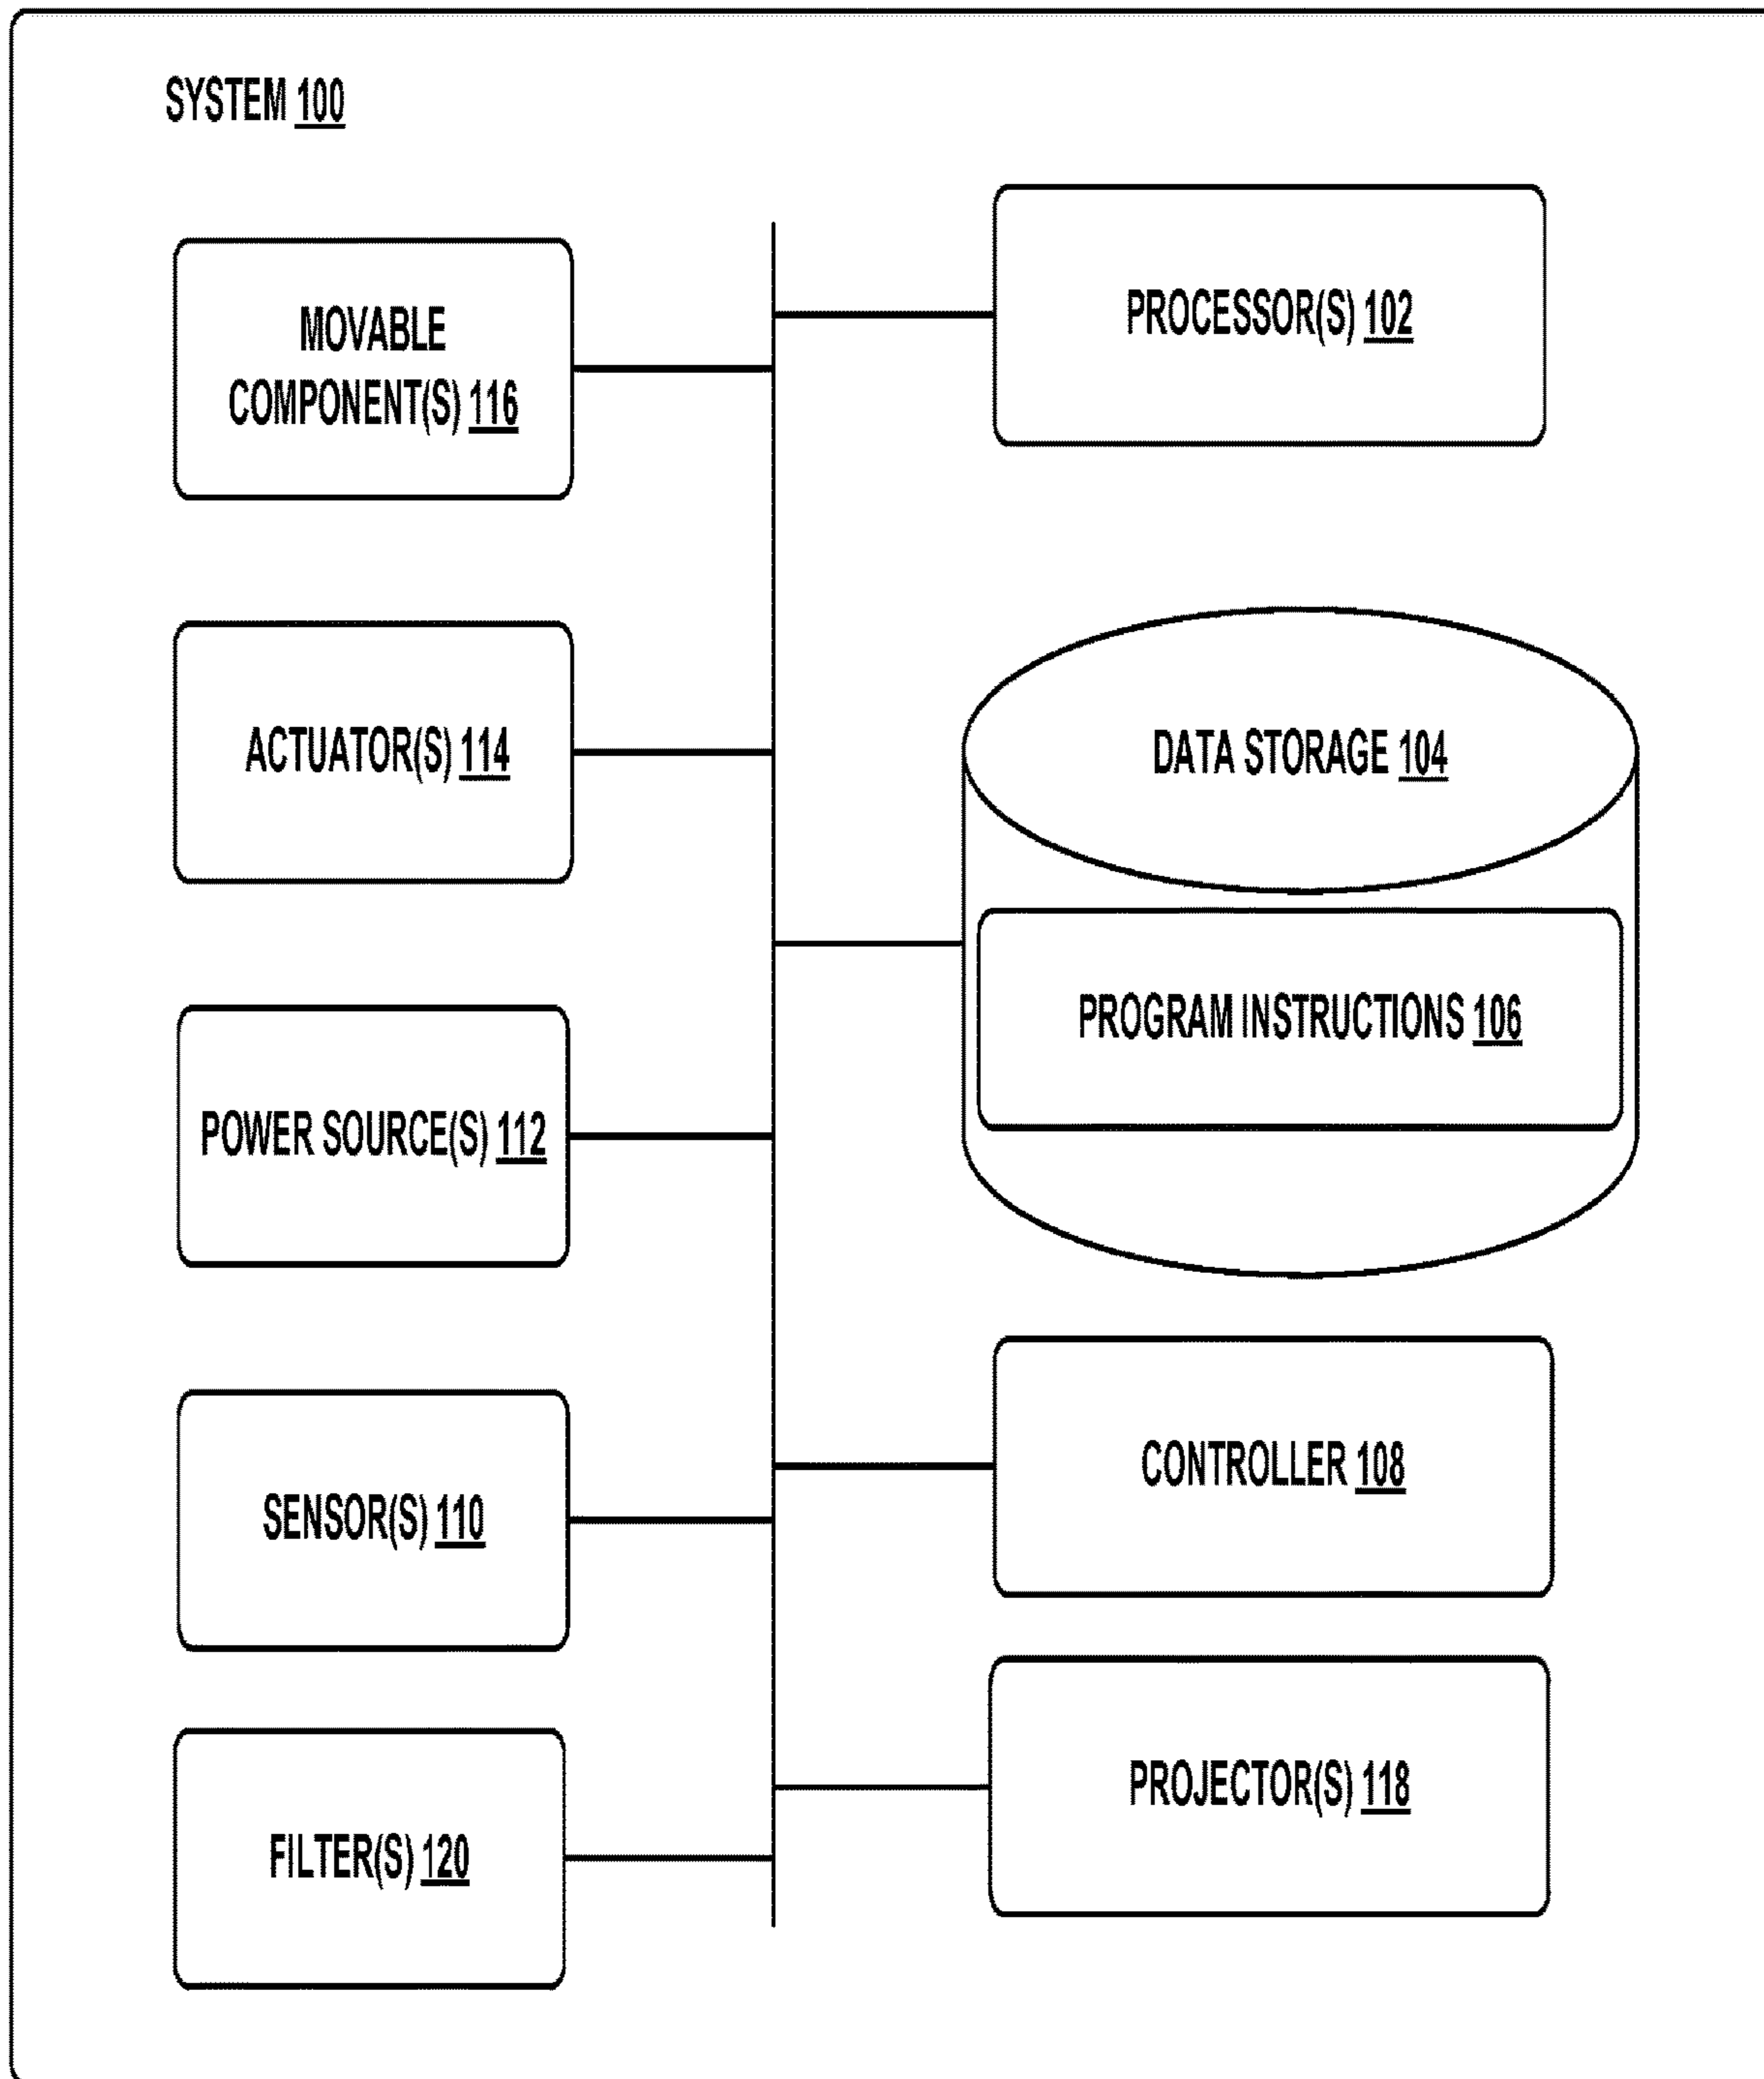 SYSTEM 100
MOVABLE
COMPONENT(S) 116
ACTUATOR(S) 114
POWER SOURCE(S) 112
SENSOR(S) 110
FILTER(S) 120
PROCESSOR(S) 102
DATA STORAGE 104
PROGRAM INSTRUCTIONS 106
CONTROLLER 108
PROJECTOR(S) 118